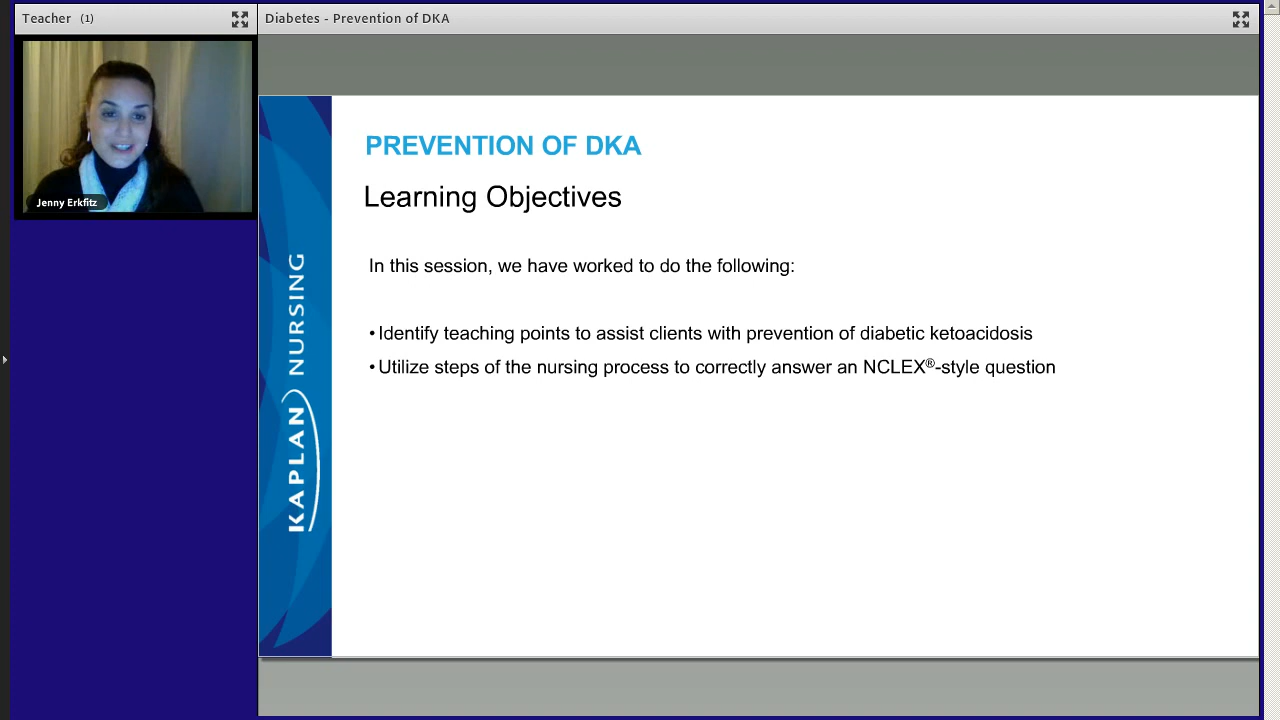 Teacher (1)
Diabetes - Prevention of DKA
Jenny Erkfitz
KAPLAN NURSING
PREVENTION OF DKA
Learning Objectives
In this session, we have worked to do the following:
• Identify teaching points to assist clients with prevention of diabetic ketoacidosis
• Utilize steps of the nursing process to correctly answer an NCLEX®-style question